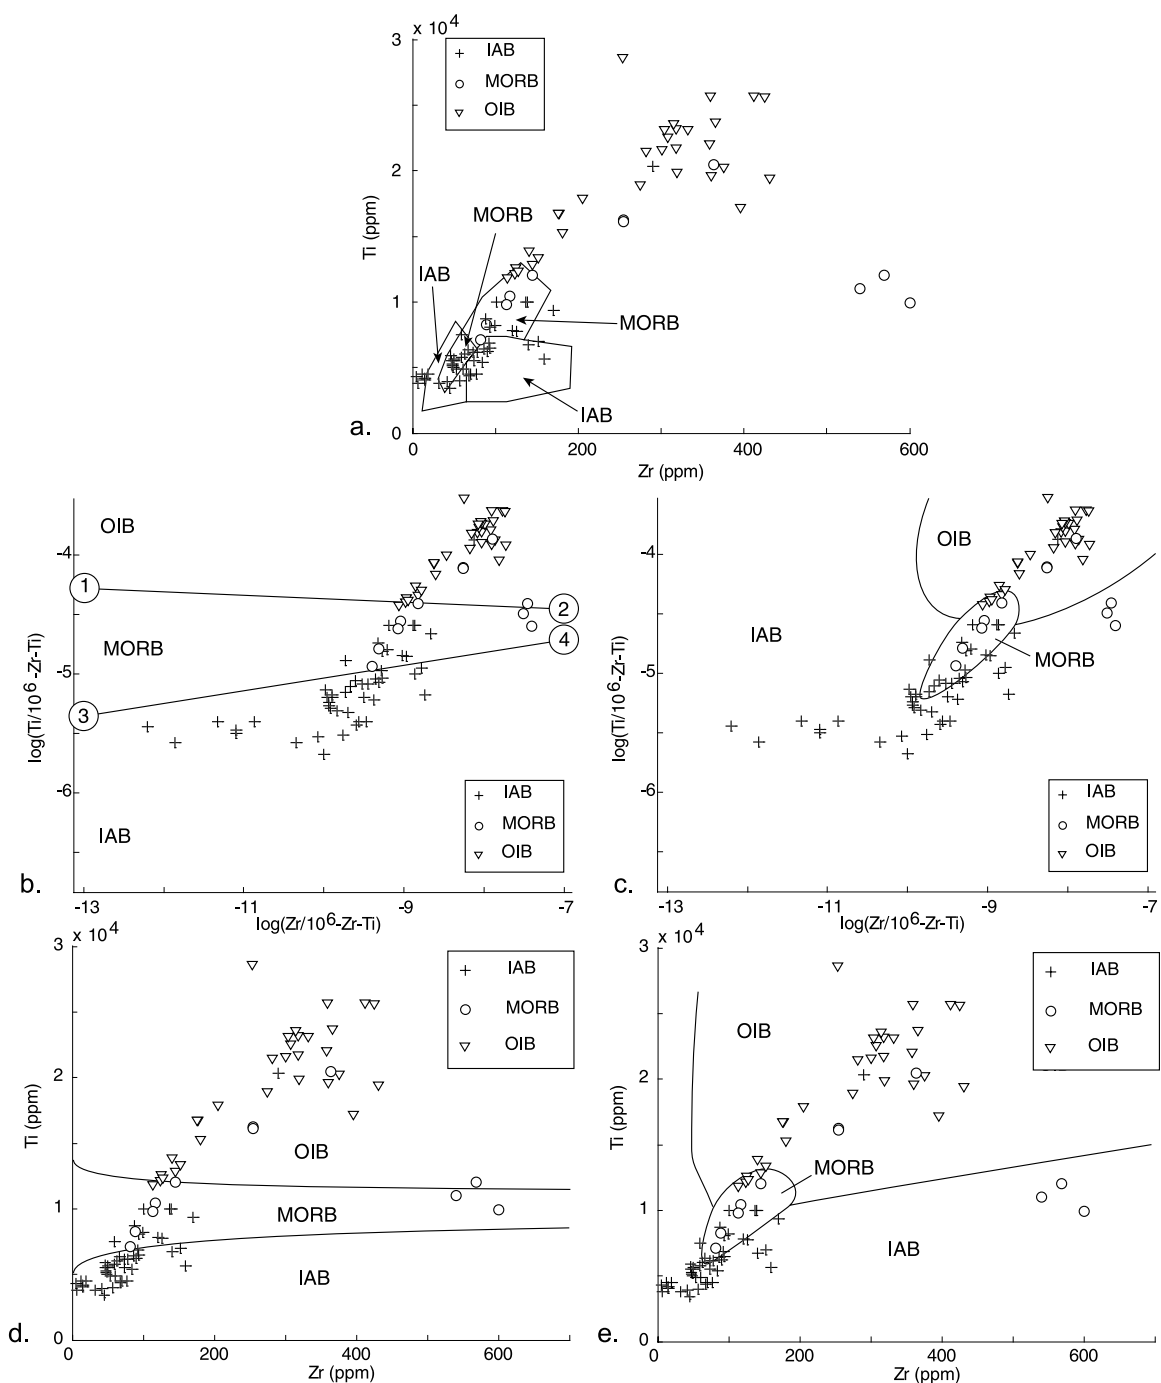 a.
x 10^4
3
2
1
0
Ti (ppm)
IAB
MORB
OIB
MORB
IAB
MORB
IAB
0
200
400
600
Zr (ppm)
b.
-4
-5
-6
log(Ti/10^6-Zr-Ti)
OIB
1
2
MORB
4
3
IAB
IAB
MORB
OIB
-13
-11
-9
-7
log(Zr/10^6-Zr-Ti)
c.
-4
-5
-6
log(Ti/10^6-Zr-Ti)
OIB
IAB
MORB
IAB
MORB
OIB
-13
-11
-9
-7
log(Zr/10^6-Zr-Ti)
d.
x 10^4
3
2
1
0
Ti (ppm)
IAB
MORB
OIB
OIB
MORB
IAB
0
200
400
600
Zr (ppm)
e.
x 10^4
3
2
1
0
Ti (ppm)
IAB
MORB
OIB
OIB
MORB
IAB
0
200
400
600
Zr (ppm)